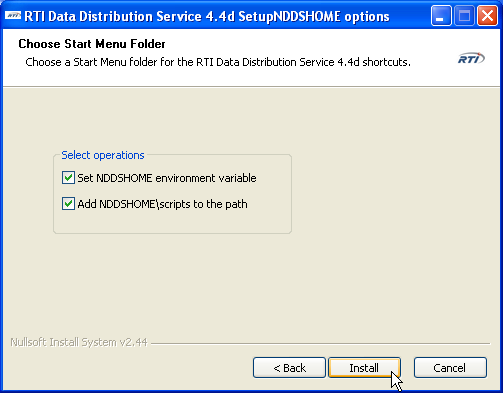 RTI RTI Data Distribution Service 4.4d SetupNDDSHOME options
Choose Start Menu Folder
Choose a Start Menu folder for the RTI Data Distribution Service 4.4d shortcuts.
RTI
Select operations
Set NDDSHOME environment variable
Add NDDSHOME\scripts to the path
Nullsoft Install System v2.44
< Back Install Cancel